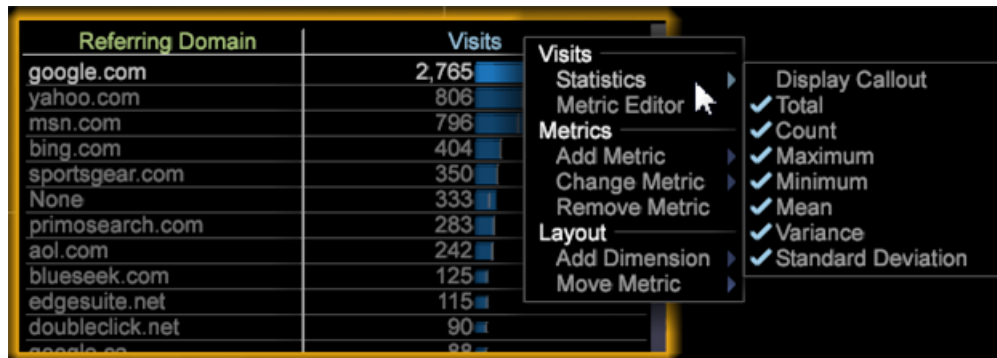 Referring Domain Visits
google.com 2,765
yahoo.com 806
msn.com 796
bing.com 404
sportsgear.com 350
None 333
primosearch.com 283
aol.com 242
blueseek.com 125
edgesuite.net 115
doubleclick.net 90
Visits
Statistics
Metric Editor
Metrics
Add Metric
Change Metric
Remove Metric
Layout
Add Dimension
Move Metric
Display Callout
Total
Count
Maximum
Minimum
Mean
Variance
Standard Deviation